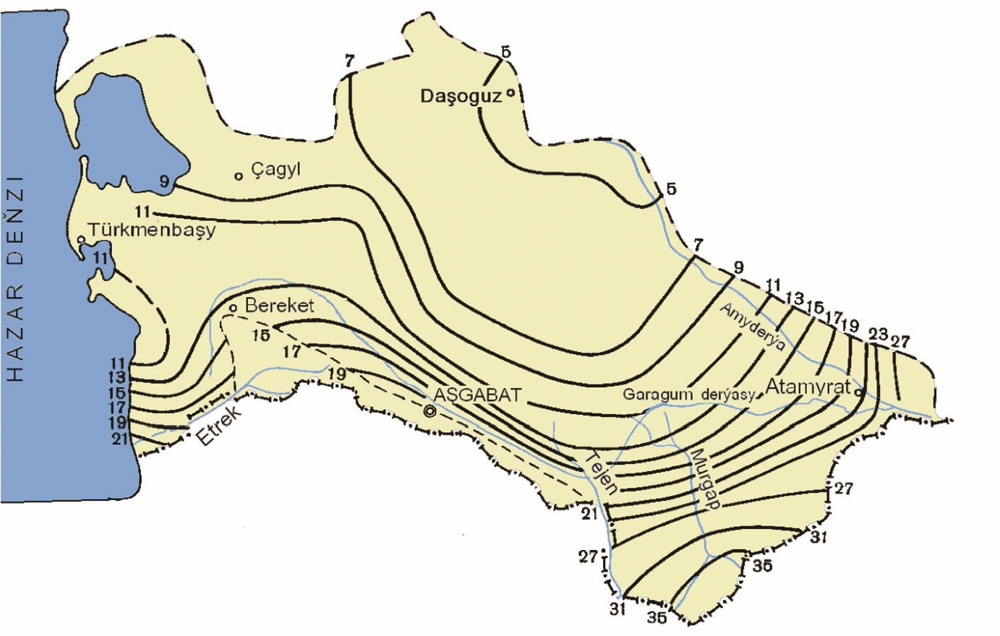 5
7
Daşoguz
Çagyl
9
5
HAZAR DEŇZI
11
Türkmenbaşy
11
7
9
11
13
15
17
19
23
27
Bereket
Amyderýa
15
17
19
11
13
15
17
19
21
AŞGABAT
Garagum derýasy
Atamyrat
Etrek
Tejen
Murgap
21
27
27
31
35
31
35